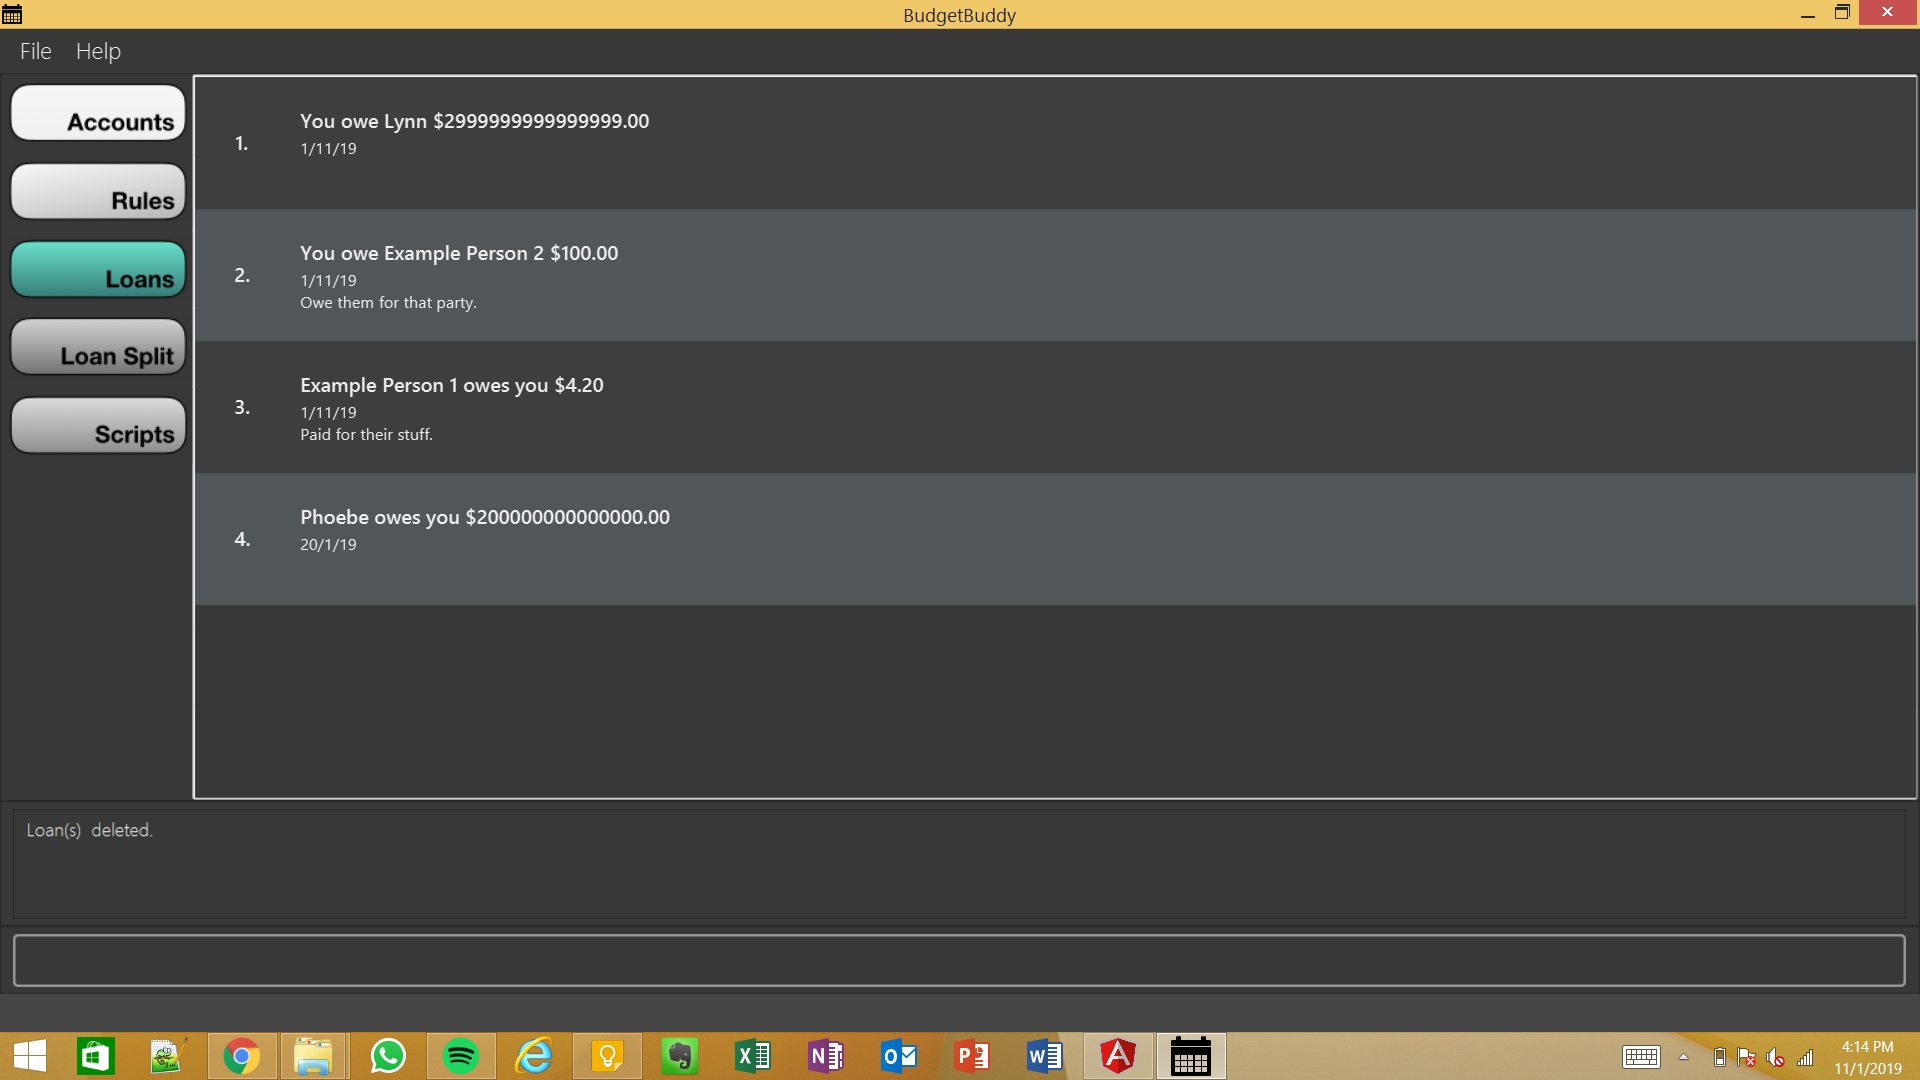 BudgetBuddy
File Help
Accounts
Rules
Loans
Loan Split
Scripts
1.
You owe Lynn $2999999999999999.00
1/11/19
2.
You owe Example Person 2 $100.00
1/11/19
Owe them for that party.
3.
Example Person 1 owes you $4.20
1/11/19
Paid for their stuff.
4.
Phoebe owes you $200000000000000.00
20/1/19
Loan(s) deleted.
4:14 PM
11/1/2019